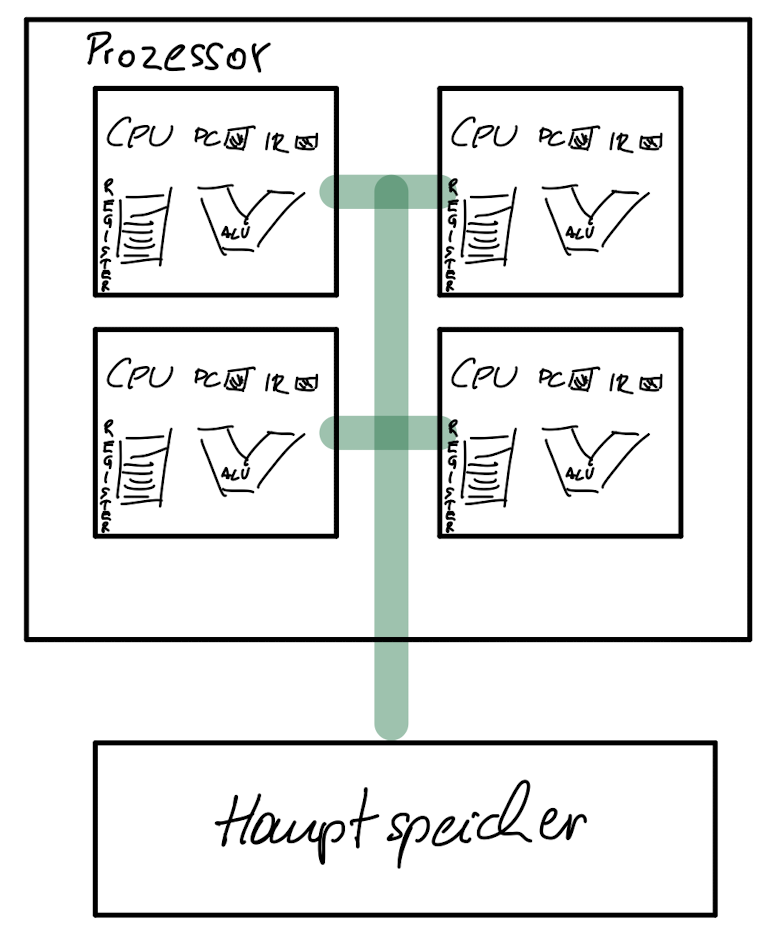 Prozessor
CPU PC IR
REGISTER
ALU
CPU PC IR
REGISTER
ALU
CPU PC IR
REGISTER
ALU
CPU PC IR
REGISTER
ALU
Hauptspeicher